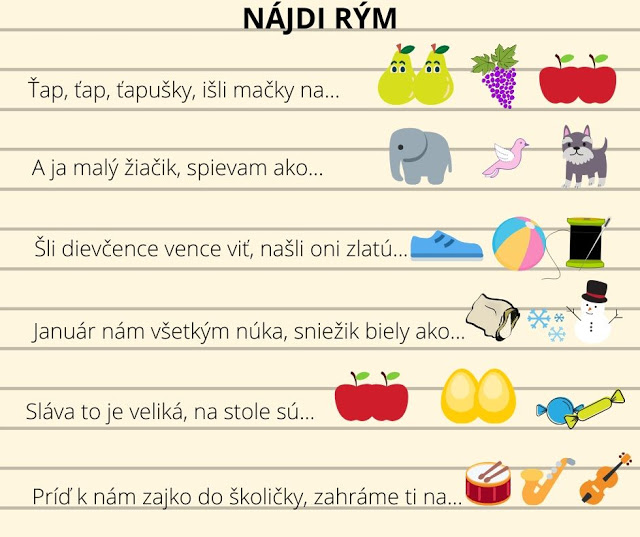 NÁJDI RÝM
Ťap, ťap, ťapušky, išli mačky na...
A ja malý žiačik, spievam ako...
Šli dievčence vence viť, našli oni zlatú...
Január nám všetkým núka, sniežik biely ako...
Sláva to je veliká, na stole sú...
Príď k nám zajko do školičky, zahráme ti na...